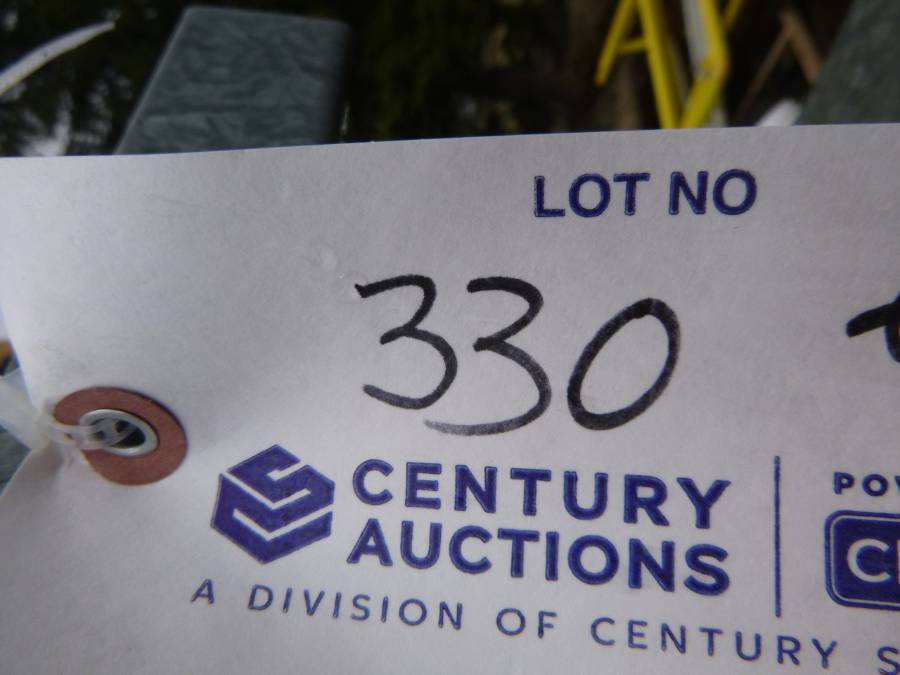 LOT NO
330
CENTURY
AUCTIONS
A DIVISION OF CENTURY